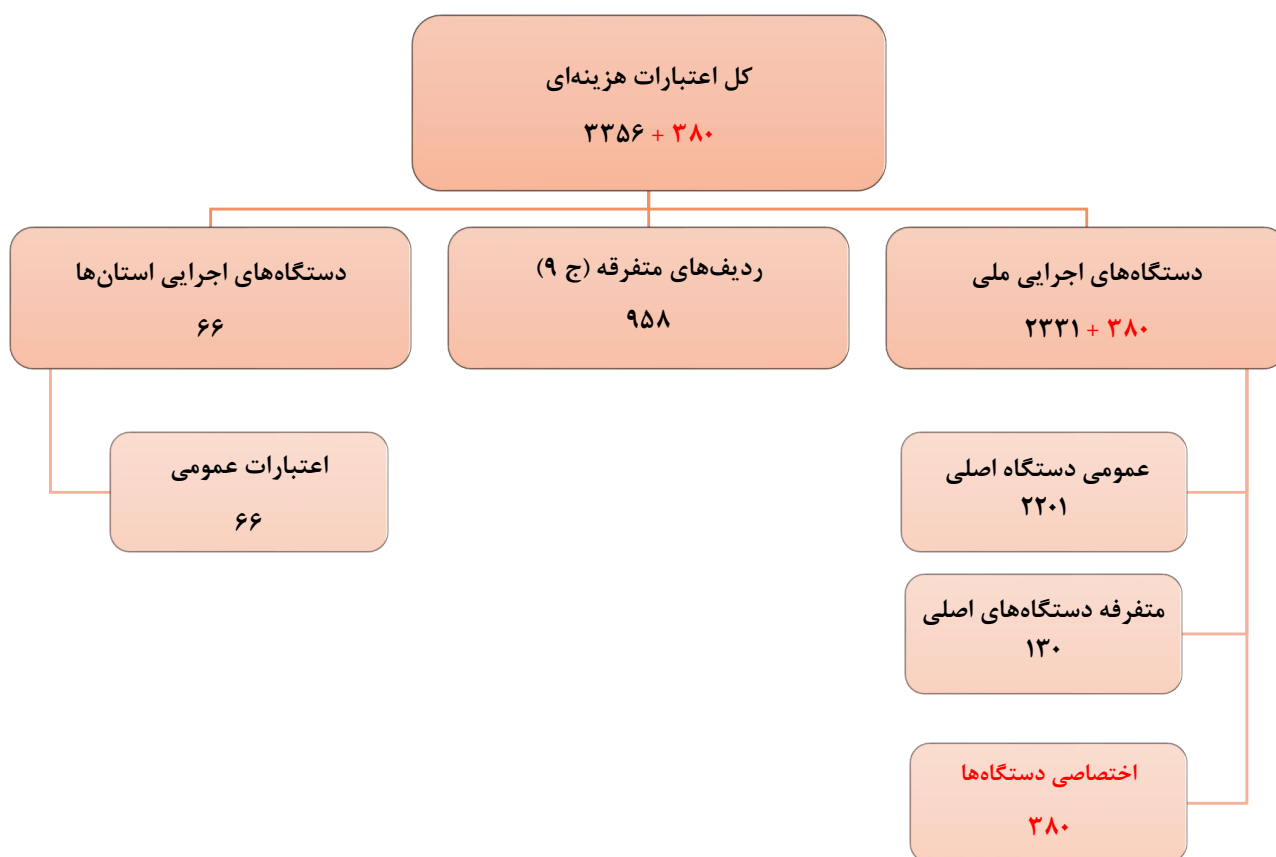 کل اعتبارات هزینه‌ای
۳۳۵۶ + ۳۸۰
دستگاه‌های اجرایی ملی
۲۳۳۱ + ۳۸۰
ردیف‌های متفرقه (ج ۹)
۹۵۸
دستگاه‌های اجرایی استان‌ها
۶۶
عمومی دستگاه اصلی
۲۲۰۱
متفرفه دستگاه‌های اصلی
۱۳۰
اختصاصی دستگاه‌ها
۳۸۰
اعتبارات عمومی
۶۶